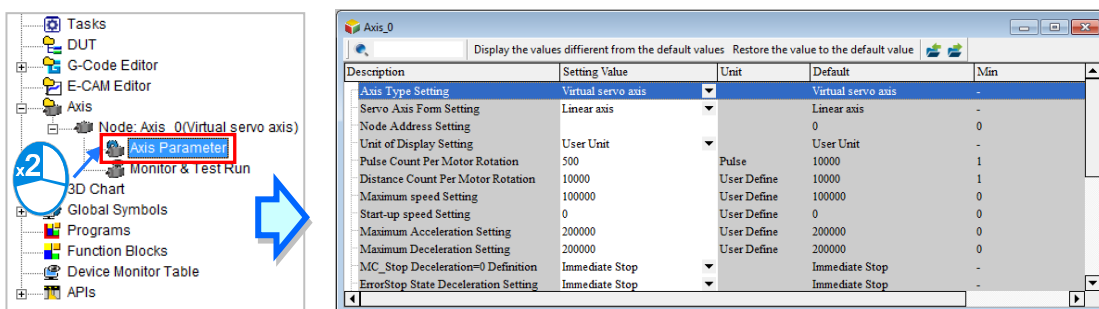 Tasks
DUT
G-Code Editor
E-CAM Editor
Axis
Node: Axis_0(Virtual servo axis)
Axis Parameter
Monitor & Test Run
3D Chart
Global Symbols
Programs
Function Blocks
Device Monitor Table
APIs
x2
Axis_0
Display the values diffierent from the default values Restore the value to the default value
Description Setting Value Unit Default Min
Axis Type Setting Virtual servo axis Virtual servo axis -
Servo Axis Form Setting Linear axis Linear axis -
Node Address Setting 0 0
Unit of Display Setting User Unit User Unit -
Pulse Count Per Motor Rotation 500 Pulse 10000 1
Distance Count Per Motor Rotation 10000 User Define 10000 1
Maximum speed Setting 100000 User Define 100000 0
Start-up speed Setting 0 User Define 0 0
Maximum Acceleration Setting 200000 User Define 200000 0
Maximum Deceleration Setting 200000 User Define 200000 0
MC_Stop Deceleration=0 Definition Immediate Stop Immediate Stop -
ErrorStop State Deceleration Setting Immediate Stop Immediate Stop -